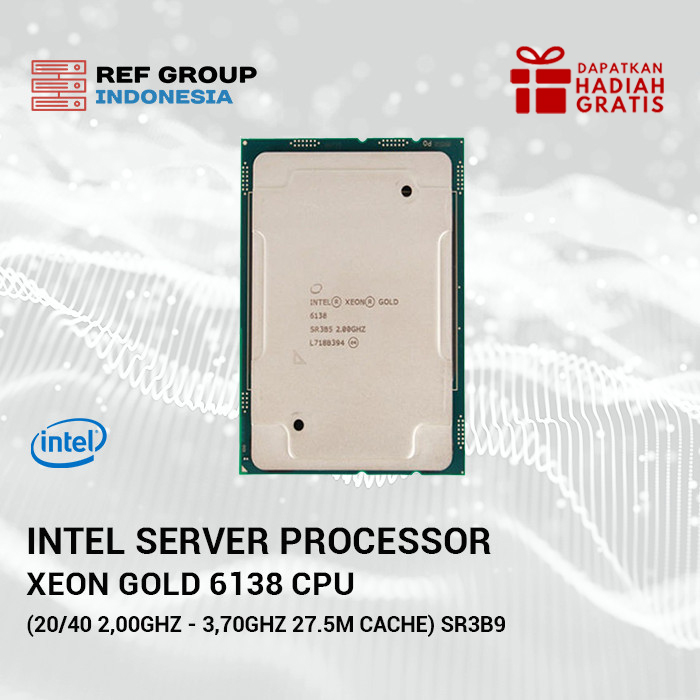 REF GROUP
INDONESIA
DAPATKAN
HADIAH
GRATIS
INTEL® XEON® GOLD
6138
SR3B5 2.00GHZ
L718B394
intel
INTEL SERVER PROCESSOR
XEON GOLD 6138 CPU
(20/40 2,00GHZ - 3,70GHZ 27.5M CACHE) SR3B9